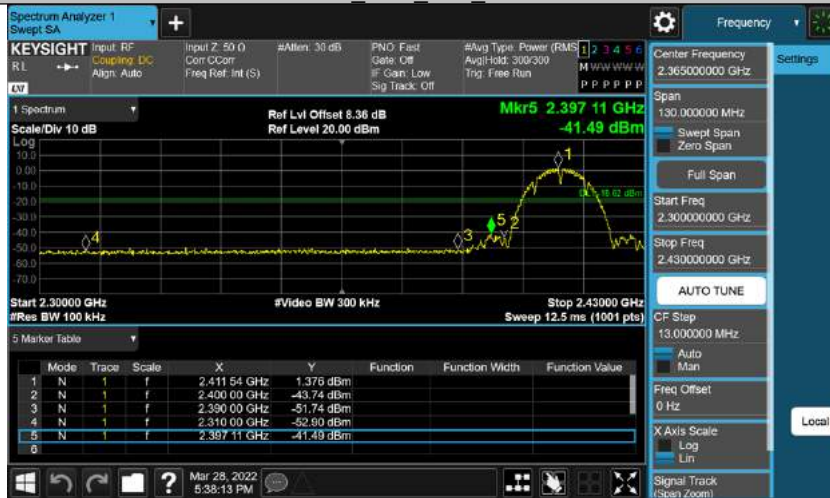 Spectrum Analyzer 1
Swept SA
+
Frequency
KEYSIGHT
RL
LXI
Input: RF
Coupling: DC
Align: Auto
Input Z: 50 Ω
Corr CCorr
Freq Ref: Int (S)
#Atten: 30 dB
PNO: Fast
Gate: Off
IF Gain: Low
Sig Track: Off
#Avg Type: Power (RMS
Avg|Hold: 300/300
Trig: Free Run
1 2 3 4 5 6
M W W W W W
P P P P P P
Center Frequency
2.365000000 GHz
Settings
1 Spectrum
Scale/Div 10 dB
Ref Lvl Offset 8.36 dB
Ref Level 20.00 dBm
Mkr5 2.397 11 GHz
-41.49 dBm
Span
130.000000 MHz
Swept Span
Zero Span
Full Span
Log
10.0
0.00
-10.0
-20.0
-30.0
-40.0
-50.0
-60.0
-70.0
1
5
2
3
4
Start Freq
2.300000000 GHz
Stop Freq
2.430000000 GHz
AUTO TUNE
Start 2.30000 GHz
#Res BW 100 kHz
#Video BW 300 kHz
Stop 2.43000 GHz
Sweep 12.5 ms (1001 pts)
CF Step
13.000000 MHz
Auto
Man
5 Marker Table
Mode Trace Scale X Y Function Function Width Function Value
1 N 1 f 2.411 54 GHz 1.376 dBm
2 N 1 f 2.400 00 GHz -43.74 dBm
3 N 1 f 2.390 00 GHz -51.74 dBm
4 N 1 f 2.310 00 GHz -52.90 dBm
5 N 1 f 2.397 11 GHz -41.49 dBm
6
Freq Offset
0 Hz
X Axis Scale
Log
Lin
Local
Signal Track
(Span Zoom)
?
Mar 28, 2022
5:38:13 PM